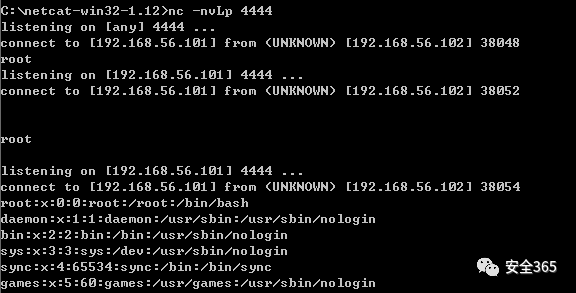 C:\netcat-win32-1.12>nc -nvLp 4444
listening on [any] 4444 ...
connect to [192.168.56.101] from (UNKNOWN) [192.168.56.102] 38048
root
listening on [192.168.56.101] 4444 ...
connect to [192.168.56.101] from (UNKNOWN) [192.168.56.102] 38052
root
listening on [192.168.56.101] 4444 ...
connect to [192.168.56.101] from (UNKNOWN) [192.168.56.102] 38054
root:x:0:0:root:/root:/bin/bash
daemon:x:1:1:daemon:/usr/sbin:/usr/sbin/nologin
bin:x:2:2:bin:/bin:/usr/sbin/nologin
sys:x:3:3:sys:/dev:/usr/sbin/nologin
sync:x:4:65534:sync:/bin:/bin/sync
games:x:5:60:games:/usr/games:/usr/sbin/nologin
安全365